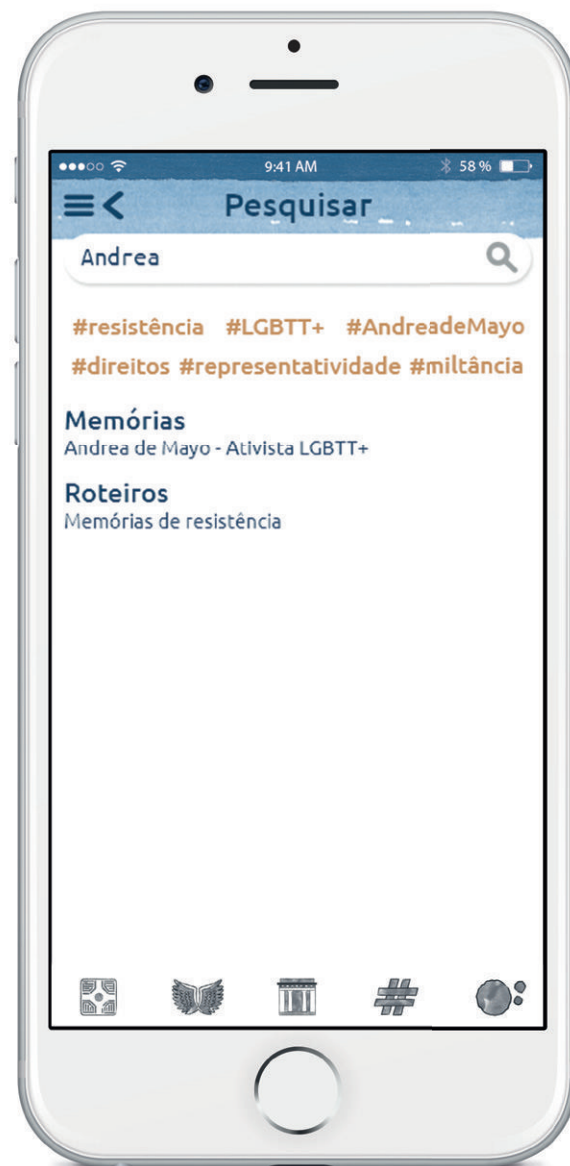 9:41 AM 58 %
Pesquisar
Andrea
#resistência #LGBTT+ #AndreadeMayo
#direitos #representatividade #miltância
Memórias
Andrea de Mayo - Ativista LGBTT+
Roteiros
Memórias de resistência